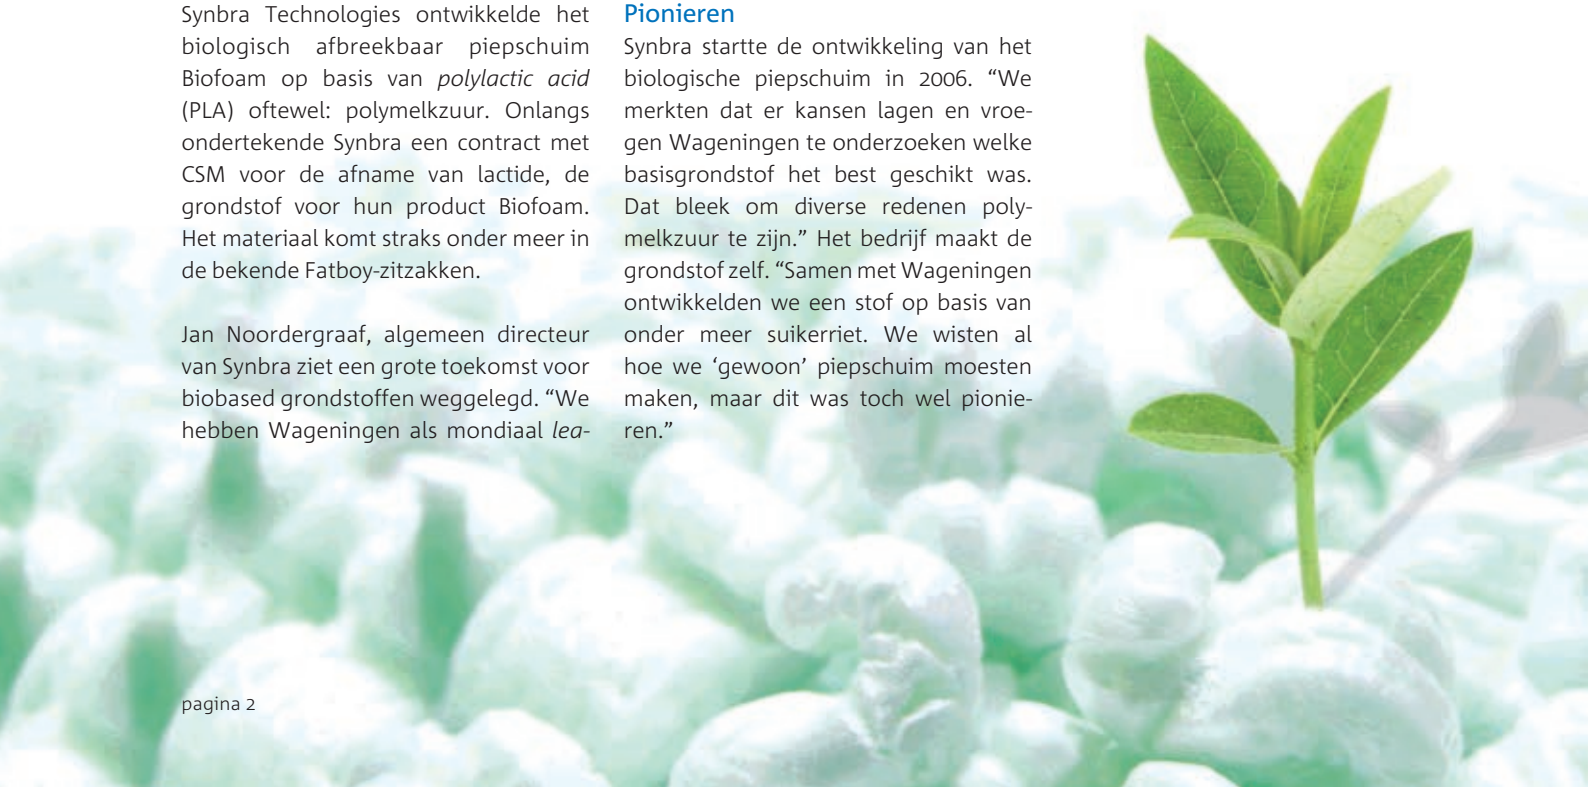 Synbra Technologies ontwikkelde het
biologisch afbreekbaar piepschuim
Biofoam op basis van polylactic acid
(PLA) oftewel: polymelkzuur. Onlangs
ondertekende Synbra een contract met
CSM voor de afname van lactide, de
grondstof voor hun product Biofoam.
Het materiaal komt straks onder meer in
de bekende Fatboy-zitzakken.
Jan Noordergraaf, algemeen directeur
van Synbra ziet een grote toekomst voor
biobased grondstoffen weggelegd. “We
hebben Wageningen als mondiaal lea-
Pionieren
Synbra startte de ontwikkeling van het
biologische piepschuim in 2006. “We
merkten dat er kansen lagen en vroe-
gen Wageningen te onderzoeken welke
basisgrondstof het best geschikt was.
Dat bleek om diverse redenen poly-
melkzuur te zijn.” Het bedrijf maakt de
grondstof zelf. “Samen met Wageningen
ontwikkelden we een stof op basis van
onder meer suikerriet. We wisten al
hoe we ‘gewoon’ piepschuim moesten
maken, maar dit was toch wel pionie-
ren.”
pagina 2